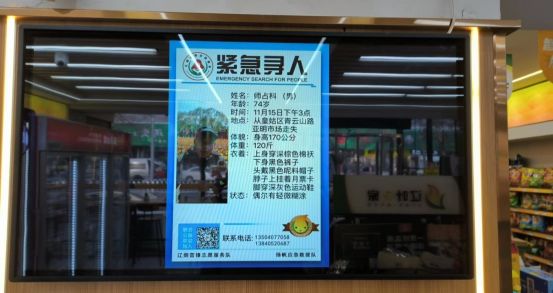 紧急寻人
EMERGENCY SEARCH FOR PEOPLE
姓名：师占科 （男）
年龄：74岁
时间：11月15日下午3点
地点：从皇姑区青云山路
亚明市场走失
体貌：身高170公分
体重：120斤
衣着：上身穿深棕色棉袄
下身黑色裤子
头戴黑色呢料帽子
脖子上挂着月票卡
脚穿深灰色运动鞋
状态：偶尔有轻微糊涂
联系电话：13504077058
13840520687